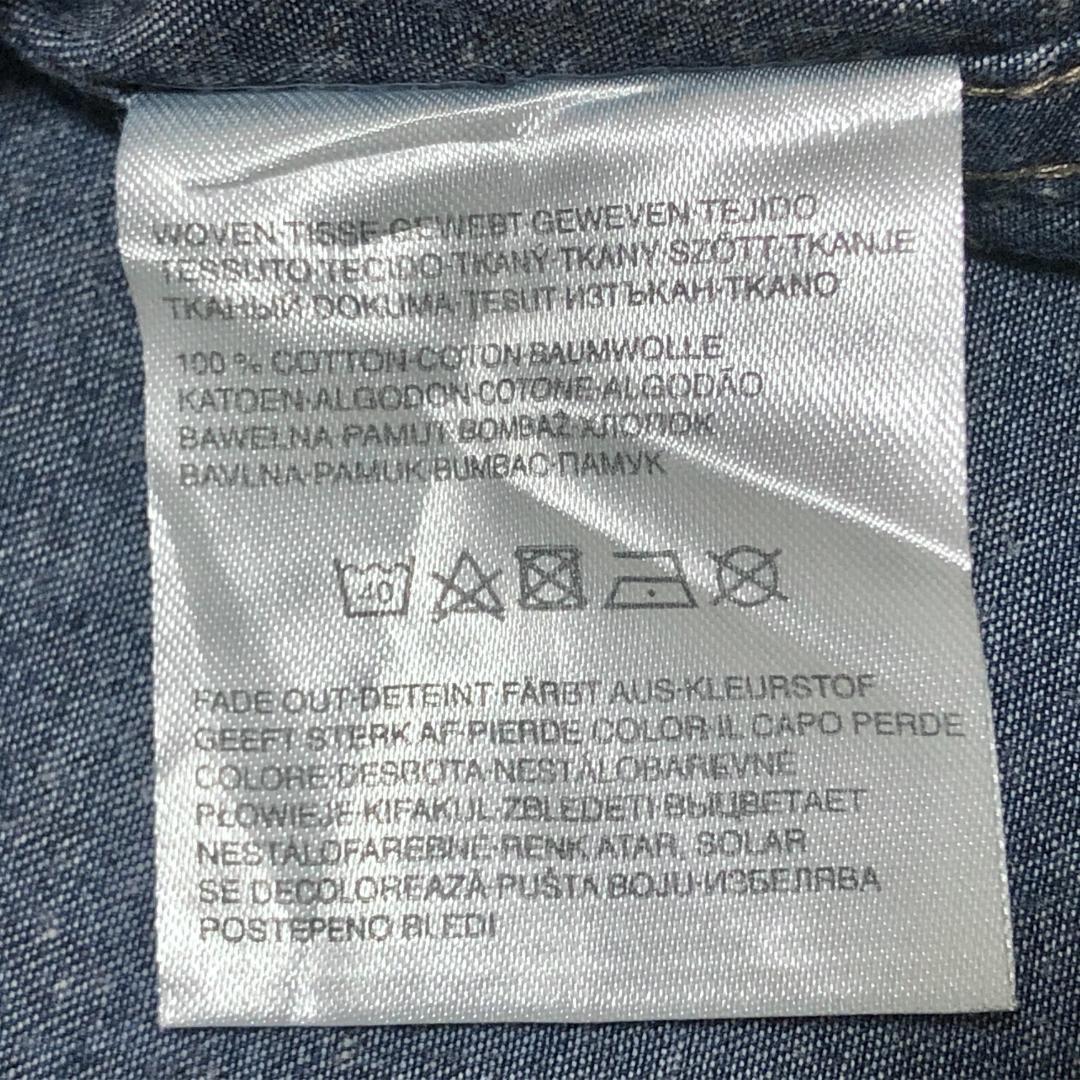 WOVEN·TISSE·GEWEBT·GEWEVEN·TEJIDO
TESSUTO·TECIDO·TKANY·TKANÝ·SZÖTT·TKANJE
ТКАНЫЙ·DOKUMA·ŢESUT·ИЗТЪКАН·TKANO
100 % COTTON·COTON·BAUMWOLLE
KATOEN·ALGODON·COTONE·ALGODÃO
BAWEŁNA·PAMUT·BOMBAŽ·ХЛОПОК
BAVLNA·PAMUK·BUMBAC·ПАМУК
40
FADE OUT·DETEINT·FÄRBT AUS·KLEURSTOF
GEEFT STERK AF·PIERDE COLOR·IL CAPO PERDE
COLORE·DESBOTA·NESTÁLOBAREVNÉ
PŁOWIEJE·KIFAKUL·ZBLEDETI·ВЫЦВЕТАЕТ
NESTÁLOFAREBNÉ·RENK ATAR, SOLAR
SE DECOLOREAZĂ·PUŠTA BOJU·ИЗБЕЛЯВА
POSTEPENO BLEDI